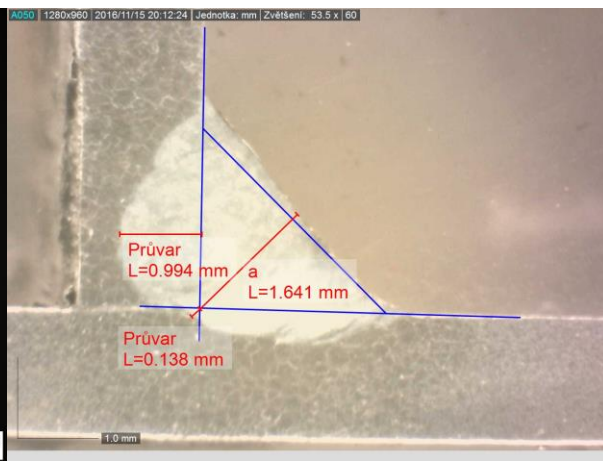 A050 1280x960 2016/11/15 20:12:24 Jednotka: mm Zvětšení: 53.5 x 60
Průvar
L=0.994 mm
a
L=1.641 mm
Průvar
L=0.138 mm
1.0 mm